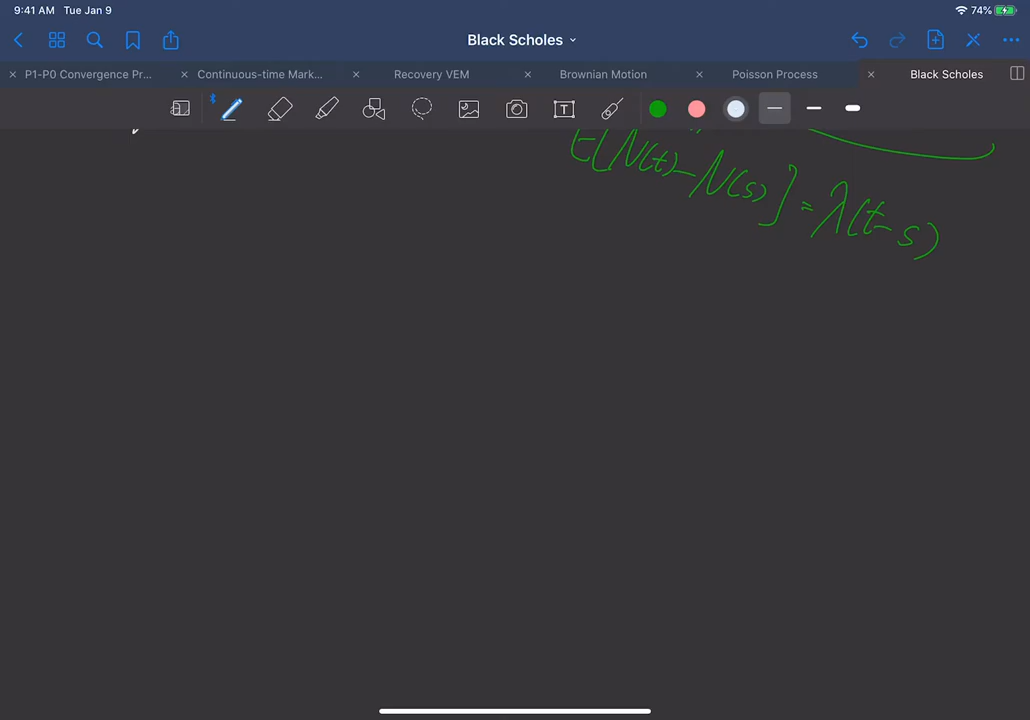 9:41 AM Tue Jan 9 74%
Black Scholes
P1-P0 Convergence Pr... Continuous-time Mark... Recovery VEM Brownian Motion Poisson Process Black Scholes
T
E[N(t)-N(s)] = λ(t-s)